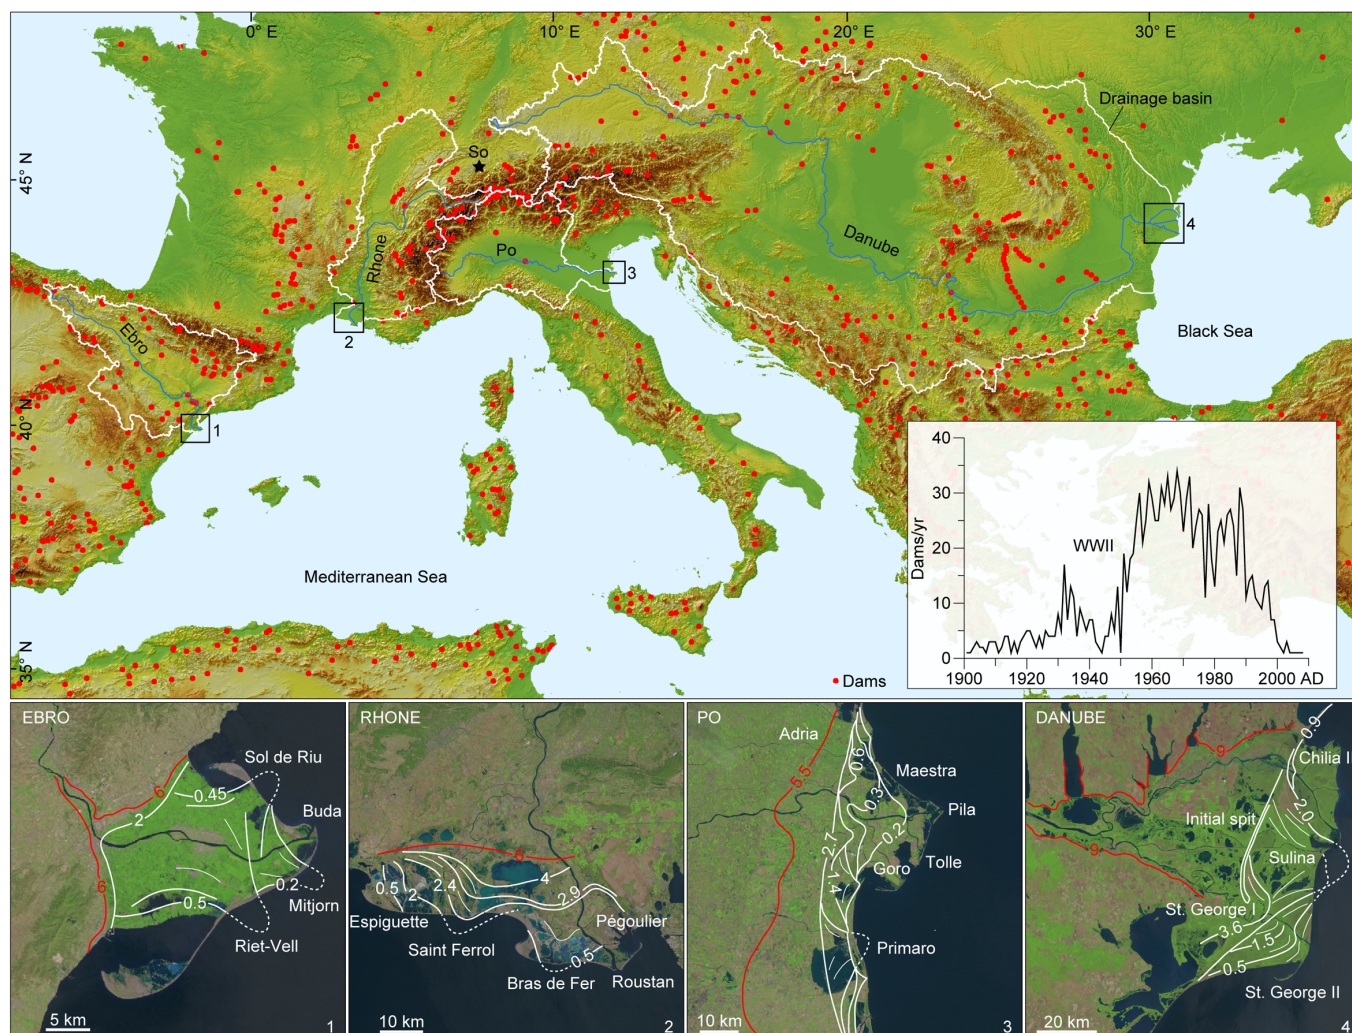 0° E
10° E
20° E
30° E
Drainage basin
So
45° N
4
Rhone
Po
Danube
3
2
Ebro
Black Sea
40° N
1
Mediterranean Sea
35° N
Dams
40
30
20
10
0
Dams/yr
WWII
1900
1920
1940
1960
1980
2000 AD
EBRO
Sol de Riu
6
0.45
2
Buda
6
0.2
0.5
Mitjorn
Riet-Vell
5 km
1
RHONE
6
0.5
2.4
4
2
2.9
Espiguette
Pégoulier
Saint Ferrol
0.5
Bras de Fer
Roustan
10 km
2
PO
Adria
0.6
5.5
Maestra
0.3
Pila
0.2
2.7
Goro
Tolle
1.4
Primaro
10 km
3
DANUBE
0.9
9
Chilia II
2.0
Initial spit
Sulina
9
St. George I
3.6
1.5
0.5
St. George II
20 km
4